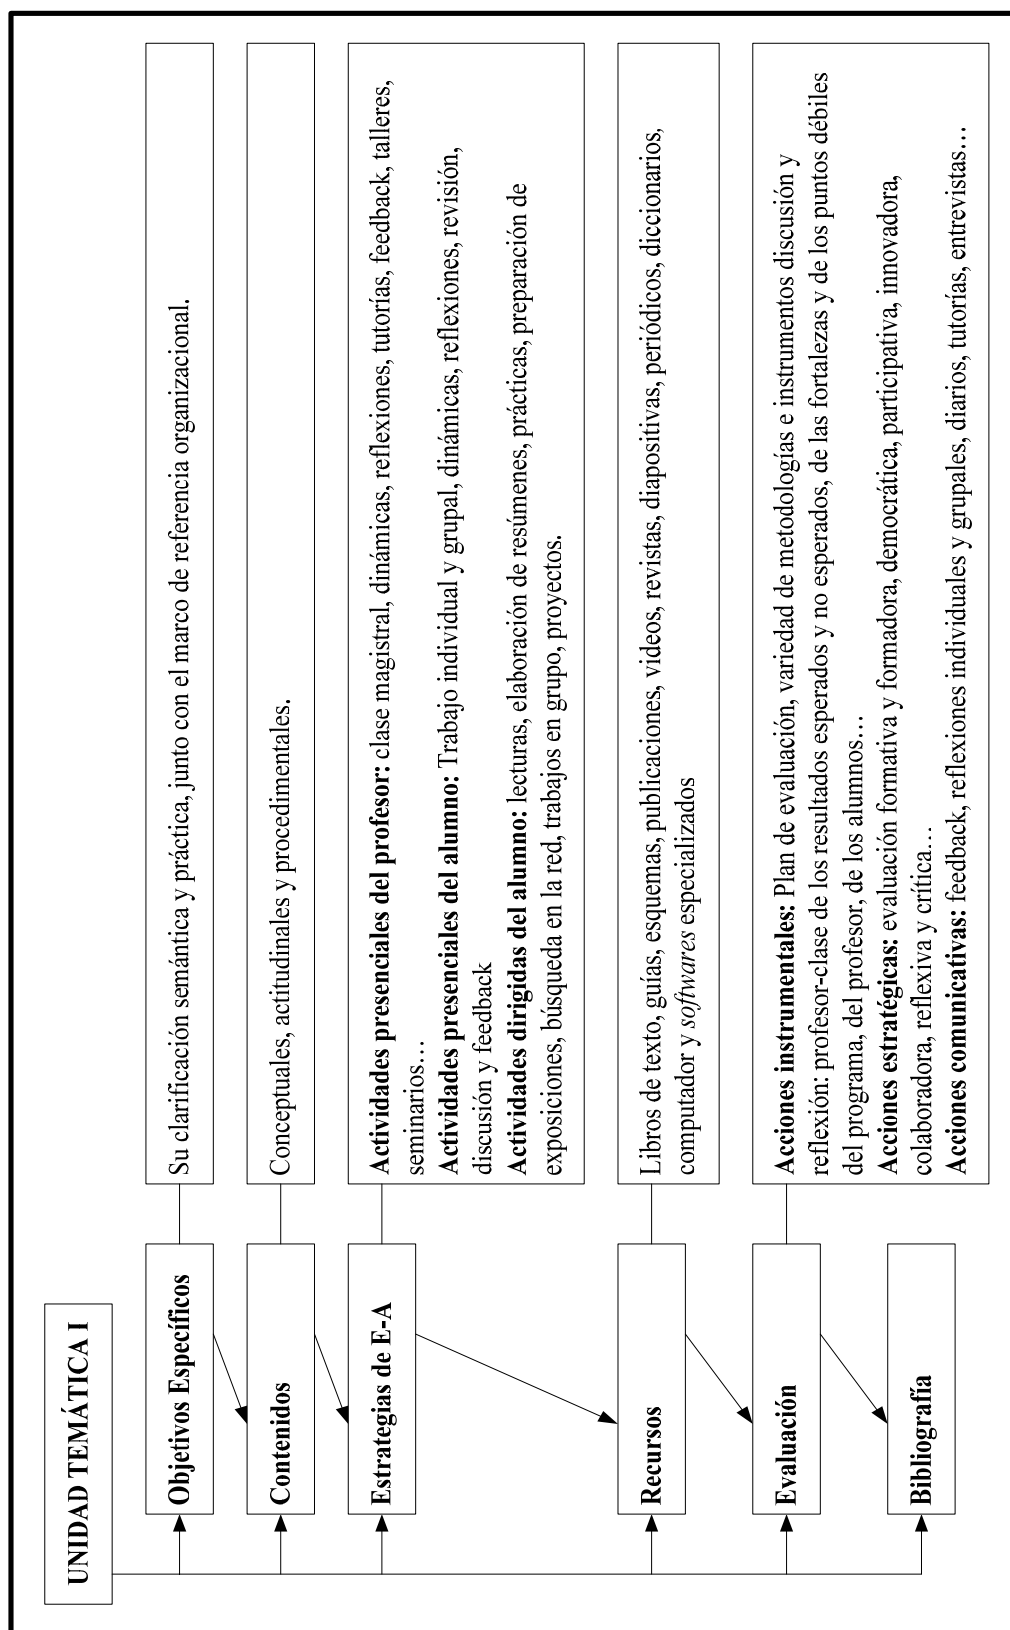 UNIDAD TEMÁTICA I
Objetivos Específicos
Su clarificación semántica y práctica, junto con el marco de referencia organizacional.
Contenidos
Conceptuales, actitudinales y procedimentales.
Estrategias de E-A
Actividades presenciales del profesor: clase magistral, dinámicas, reflexiones, tutorías, feedback, talleres,
seminarios…
Actividades presenciales del alumno: Trabajo individual y grupal, dinámicas, reflexiones, revisión,
discusión y feedback
Actividades dirigidas del alumno: lecturas, elaboración de resúmenes, prácticas, preparación de
exposiciones, búsqueda en la red, trabajos en grupo, proyectos.
Recursos
Libros de texto, guías, esquemas, publicaciones, videos, revistas, diapositivas, periódicos, diccionarios,
computador y softwares especializados
Evaluación
Acciones instrumentales: Plan de evaluación, variedad de metodologías e instrumentos discusión y
reflexión: profesor-clase de los resultados esperados y no esperados, de las fortalezas y de los puntos débiles
del programa, del profesor, de los alumnos…
Acciones estratégicas: evaluación formativa y formadora, democrática, participativa, innovadora,
colaboradora, reflexiva y crítica…
Acciones comunicativas: feedback, reflexiones individuales y grupales, diarios, tutorías, entrevistas…
Bibliografía